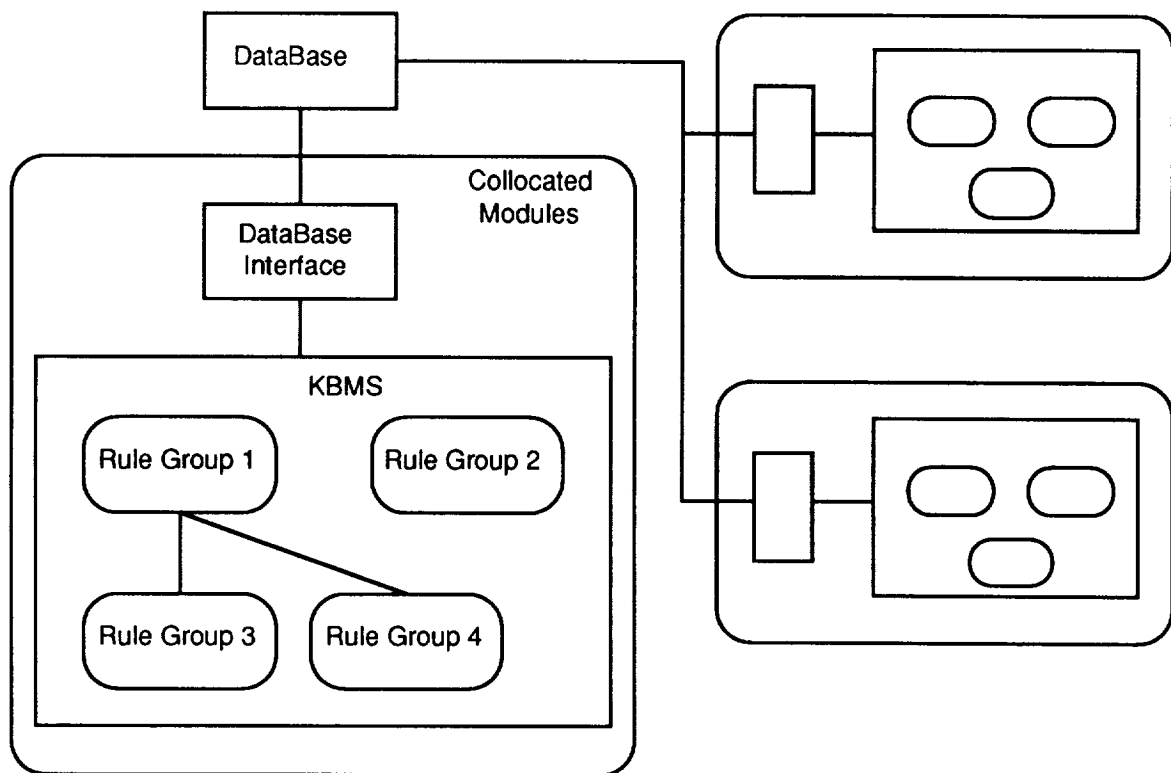 DataBase
Collocated
Modules
DataBase
Interface
KBMS
Rule Group 1
Rule Group 2
Rule Group 3
Rule Group 4